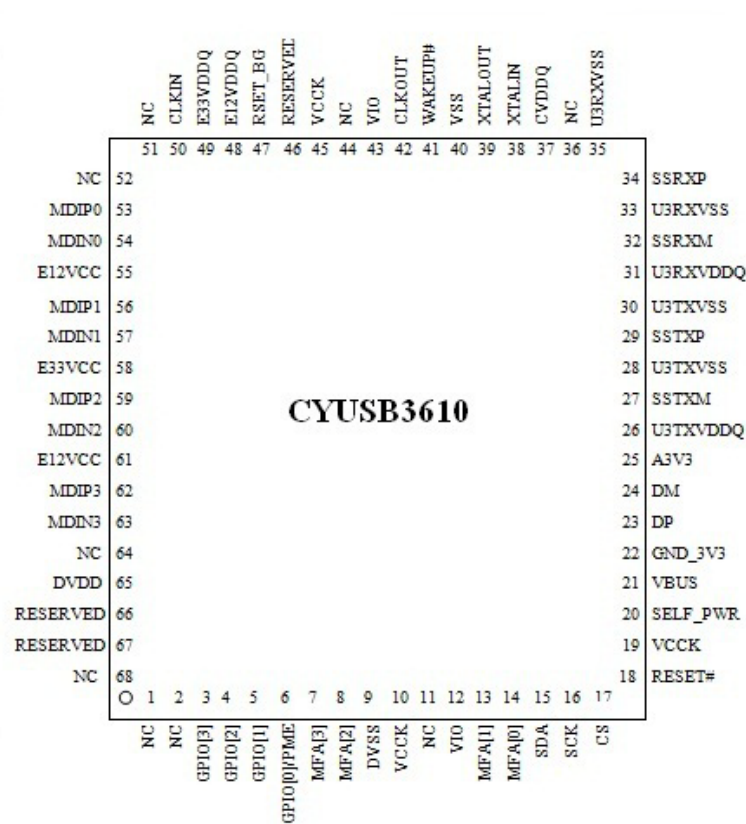 NC CLKIN E33VDDQ E12VDDQ RSET_BG RESERVED VCCK NC VIO CLKOUT WAKEUP# VSS XTALOUT XTALIN CVDDQ NC U3RXVSS
51 50 49 48 47 46 45 44 43 42 41 40 39 38 37 36 35
NC 52 34 SSRXP
MDIP0 53 33 U3RXVSS
MDIN0 54 32 SSRXM
E12VCC 55 31 U3RXVDDQ
MDIP1 56 30 U3TXVSS
MDIN1 57 29 SSTXP
E33VCC 58 28 U3TXVSS
MDIP2 59 27 SSTXM
CYUSB3610
MDIN2 60 26 U3TXVDDQ
E12VCC 61 25 A3V3
MDIP3 62 24 DM
MDIN3 63 23 DP
NC 64 22 GND_3V3
DVDD 65 21 VBUS
RESERVED 66 20 SELF_PWR
RESERVED 67 19 VCCK
NC 68 18 RESET#
1 2 3 4 5 6 7 8 9 10 11 12 13 14 15 16 17
NC NC GPIO[3] GPIO[2] GPIO[1] GPIO[0]/PME MFA[3] MFA[2] DVSS VCCK NC VIO MFA[1] MFA[0] SDA SCK CS